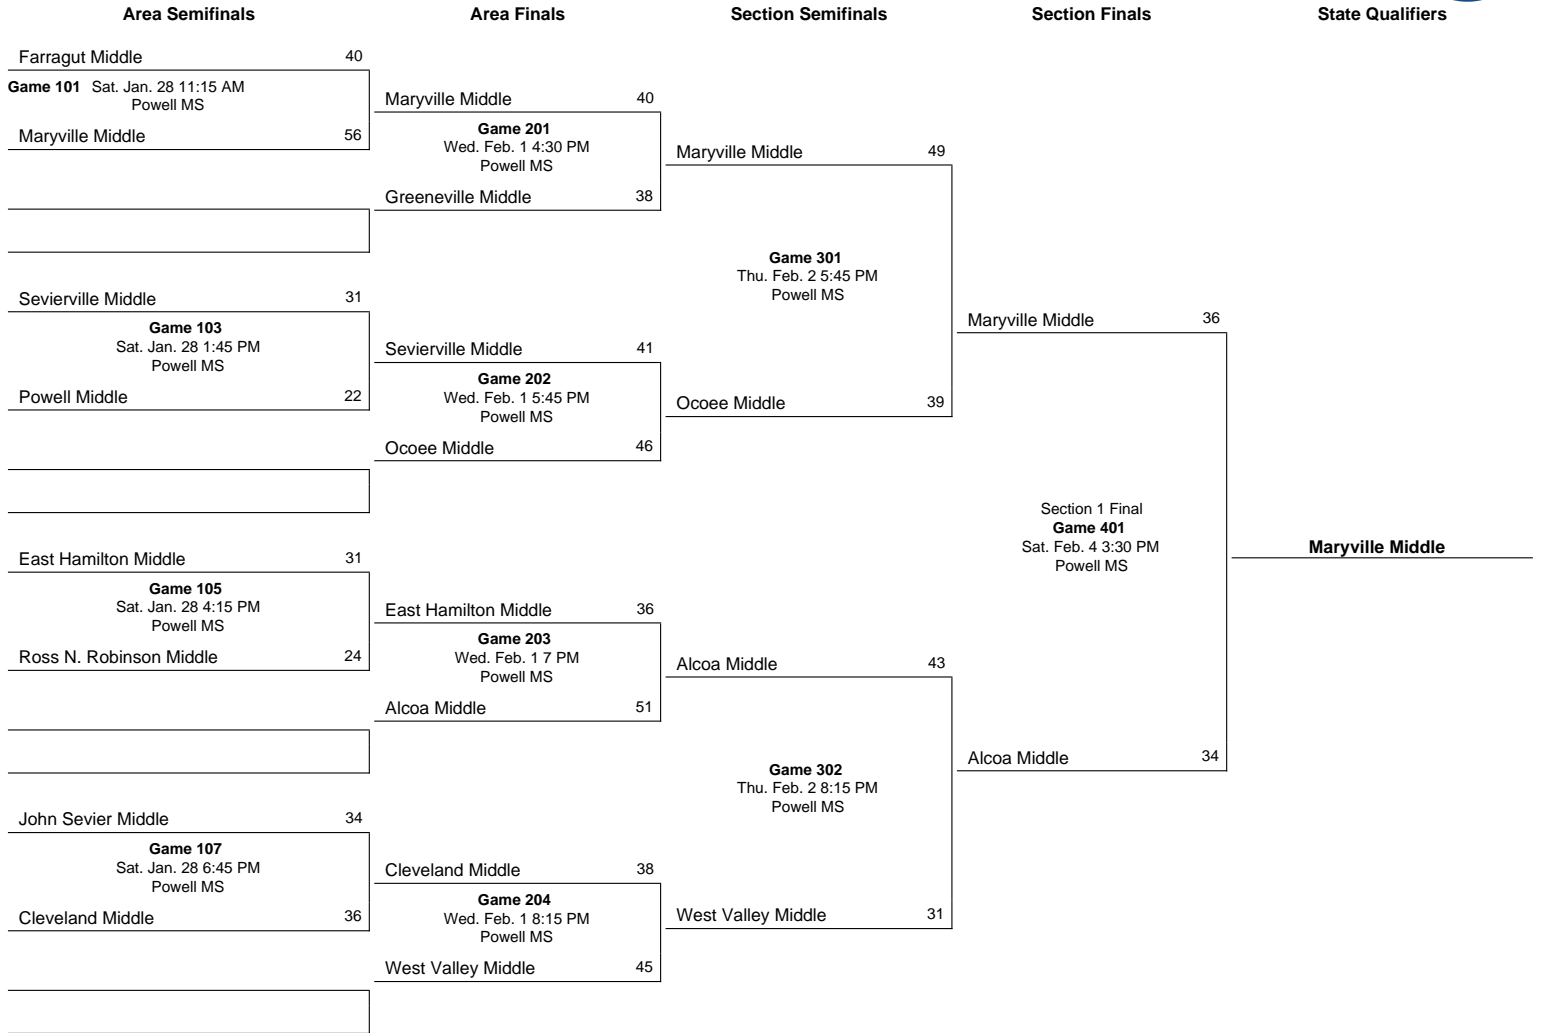 Area Semifinals
Area Finals
Section Semifinals
Section Finals
State Qualifiers
Farragut Middle 40
Game 101 Sat. Jan. 28 11:15 AM
Powell MS
Maryville Middle 56
Sevierville Middle 31
Game 103
Sat. Jan. 28 1:45 PM
Powell MS
Powell Middle 22
East Hamilton Middle 31
Game 105
Sat. Jan. 28 4:15 PM
Powell MS
Ross N. Robinson Middle 24
John Sevier Middle 34
Game 107
Sat. Jan. 28 6:45 PM
Powell MS
Cleveland Middle 36
Maryville Middle 40
Game 201
Wed. Feb. 1 4:30 PM
Powell MS
Greeneville Middle 38
Sevierville Middle 41
Game 202
Wed. Feb. 1 5:45 PM
Powell MS
Ocoee Middle 46
East Hamilton Middle 36
Game 203
Wed. Feb. 1 7 PM
Powell MS
Alcoa Middle 51
Cleveland Middle 38
Game 204
Wed. Feb. 1 8:15 PM
Powell MS
West Valley Middle 45
Maryville Middle 49
Game 301
Thu. Feb. 2 5:45 PM
Powell MS
Ocoee Middle 39
Alcoa Middle 43
Game 302
Thu. Feb. 2 8:15 PM
Powell MS
West Valley Middle 31
Maryville Middle 36
Section 1 Final
Game 401
Sat. Feb. 4 3:30 PM
Powell MS
Alcoa Middle 34
Maryville Middle